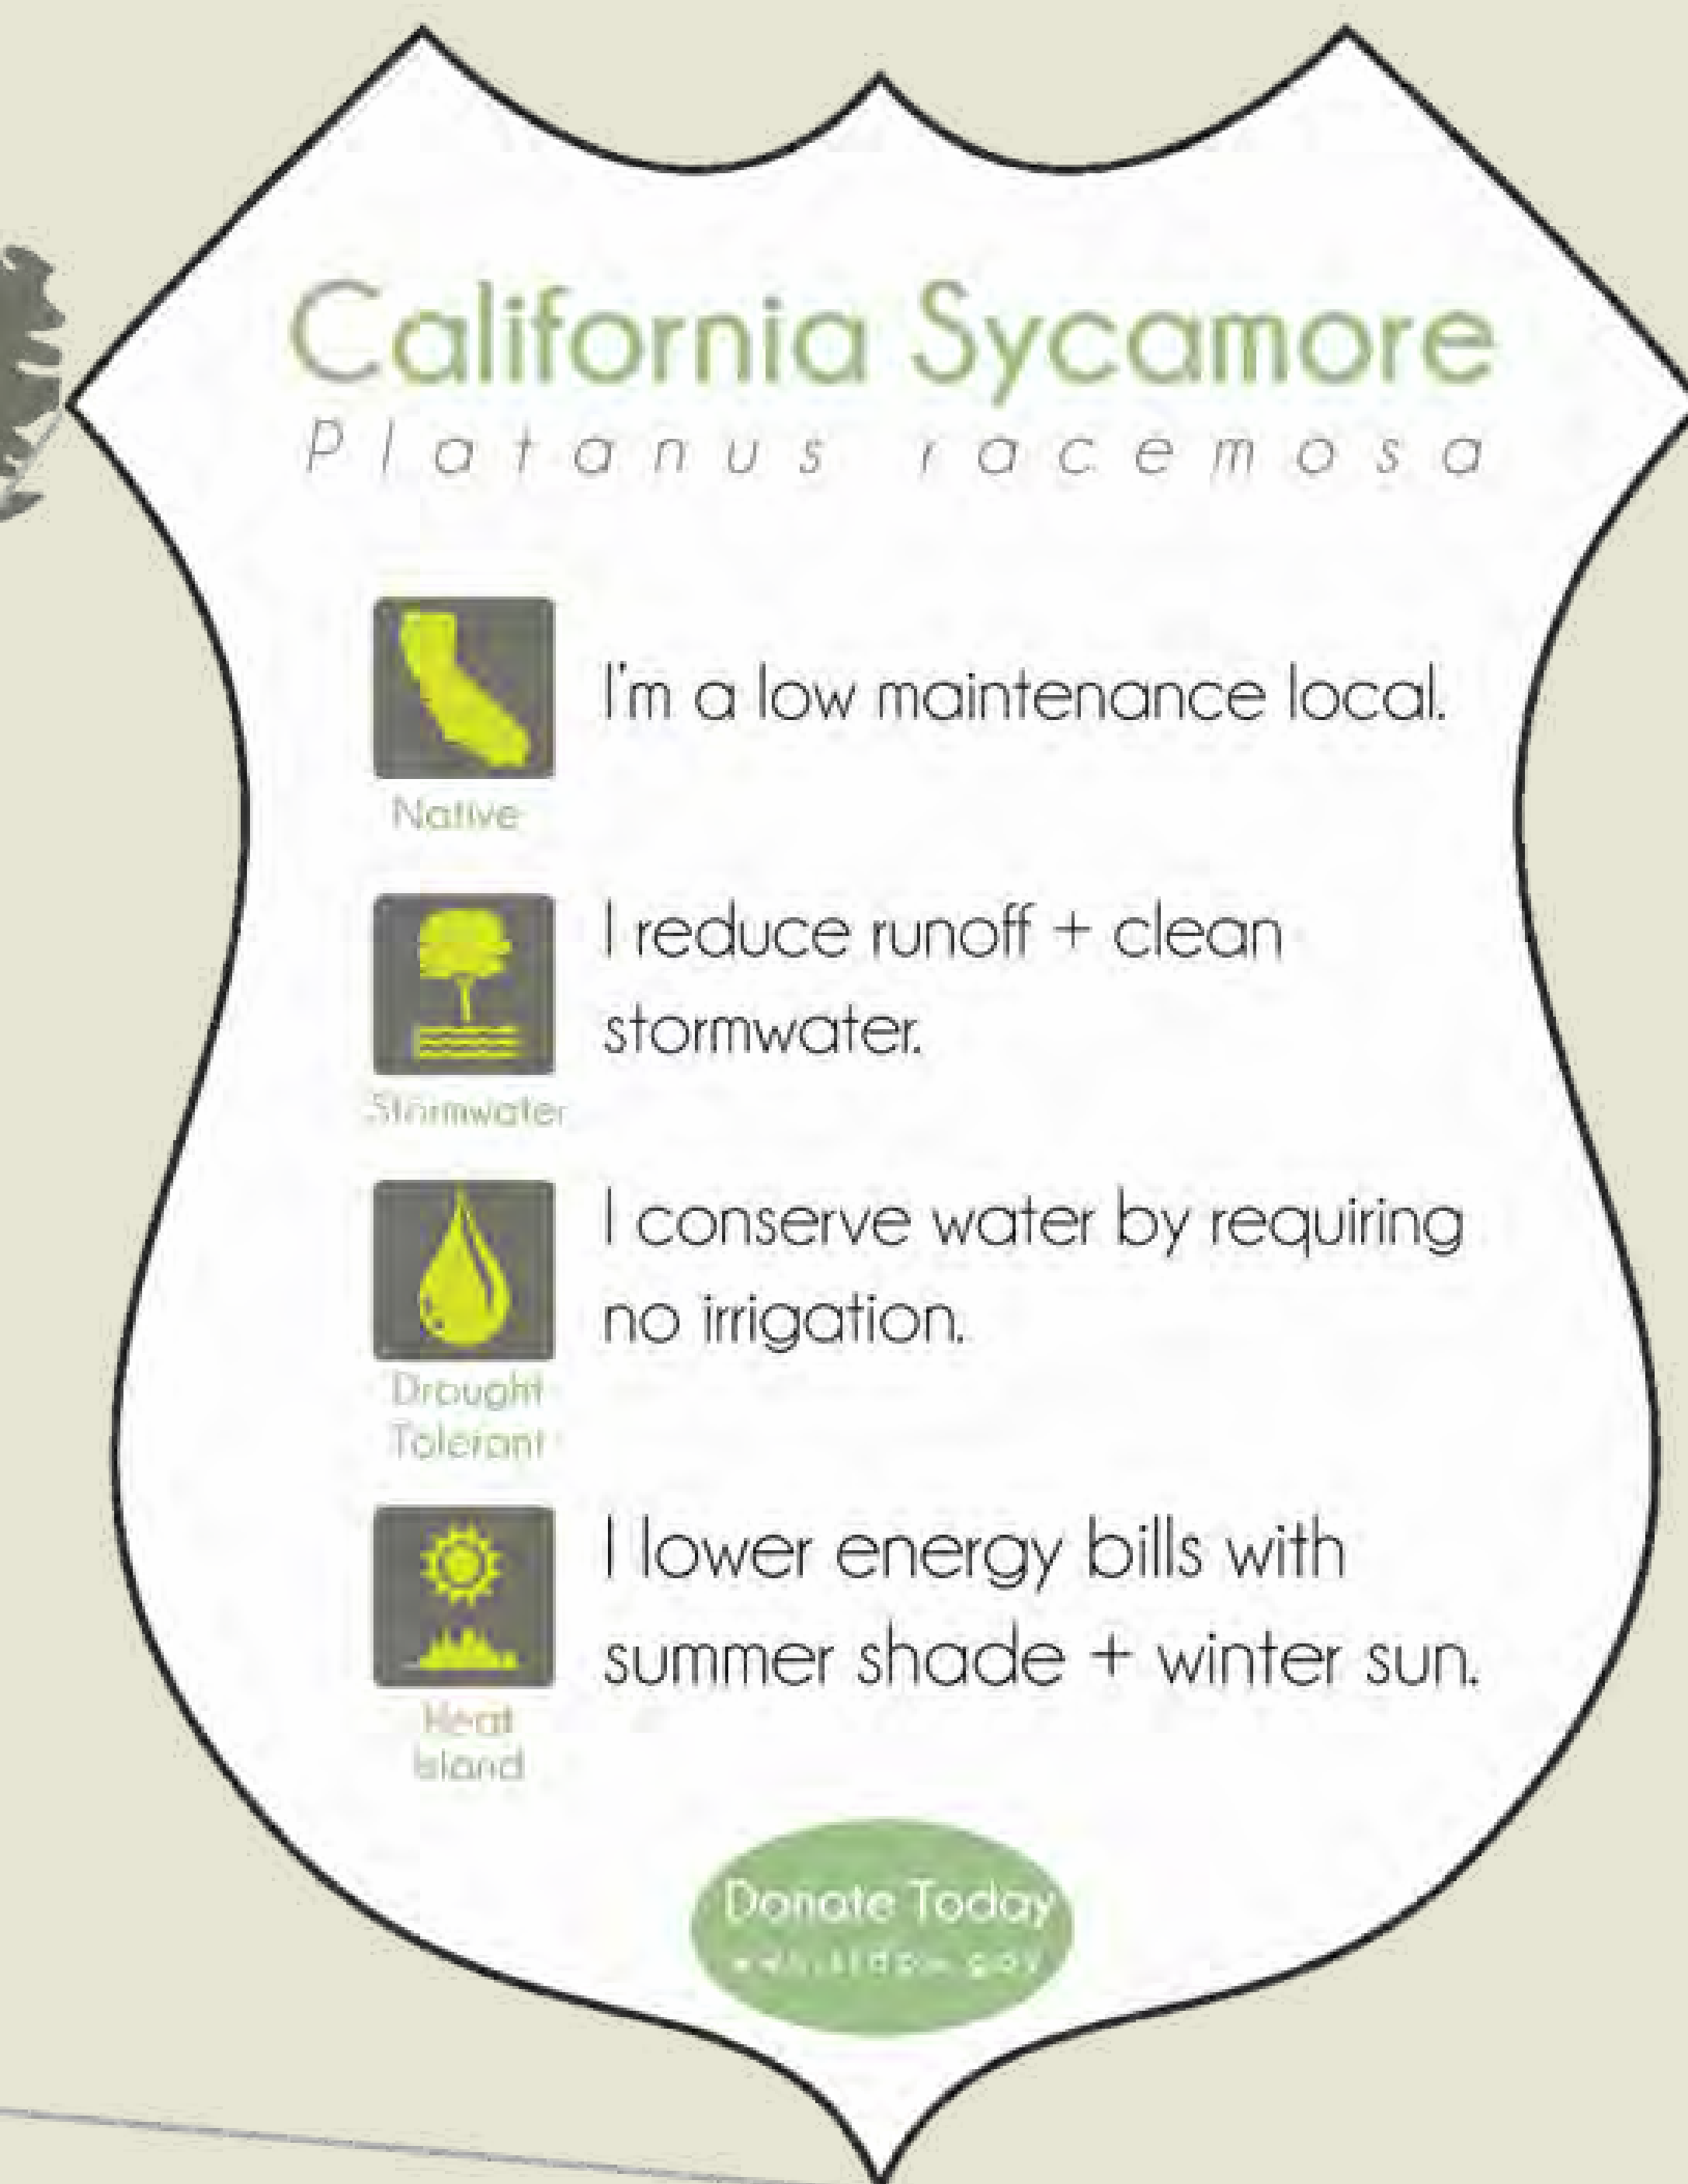 California Sycamore
Platanus racemosa
I'm a low maintenance local.
Native
I reduce runoff + clean
stormwater.
Stormwater
I conserve water by requiring
no irrigation.
Drought
Tolerant
I lower energy bills with
summer shade + winter sun.
Heat
Island
Donate Today